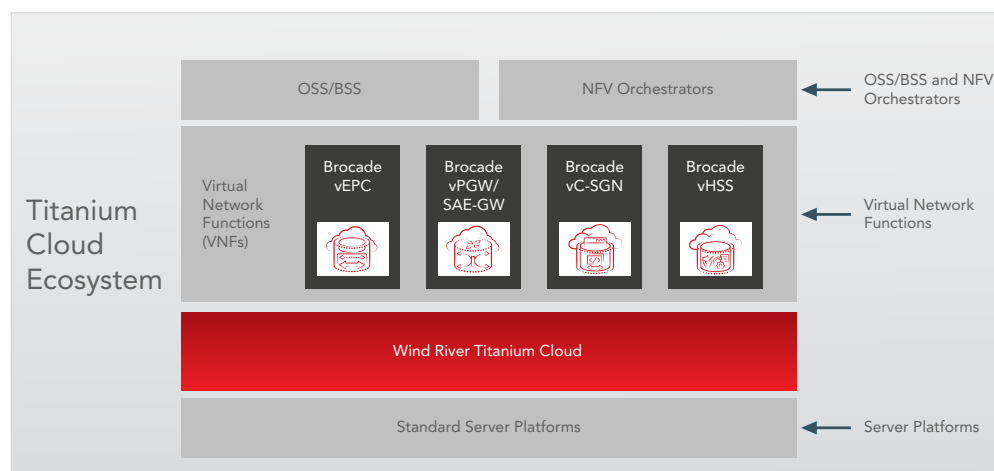 OSS/BSS
NFV Orchestrators
OSS/BSS and NFV
Orchestrators
Titanium
Cloud
Ecosystem
Virtual
Network
Functions
(VNFs)
Brocade
vEPC
Brocade
vPGW/
SAE-GW
Brocade
vC-SGN
Brocade
vHSS
Virtual Network
Functions
Wind River Titanium Cloud
Standard Server Platforms
Server Platforms